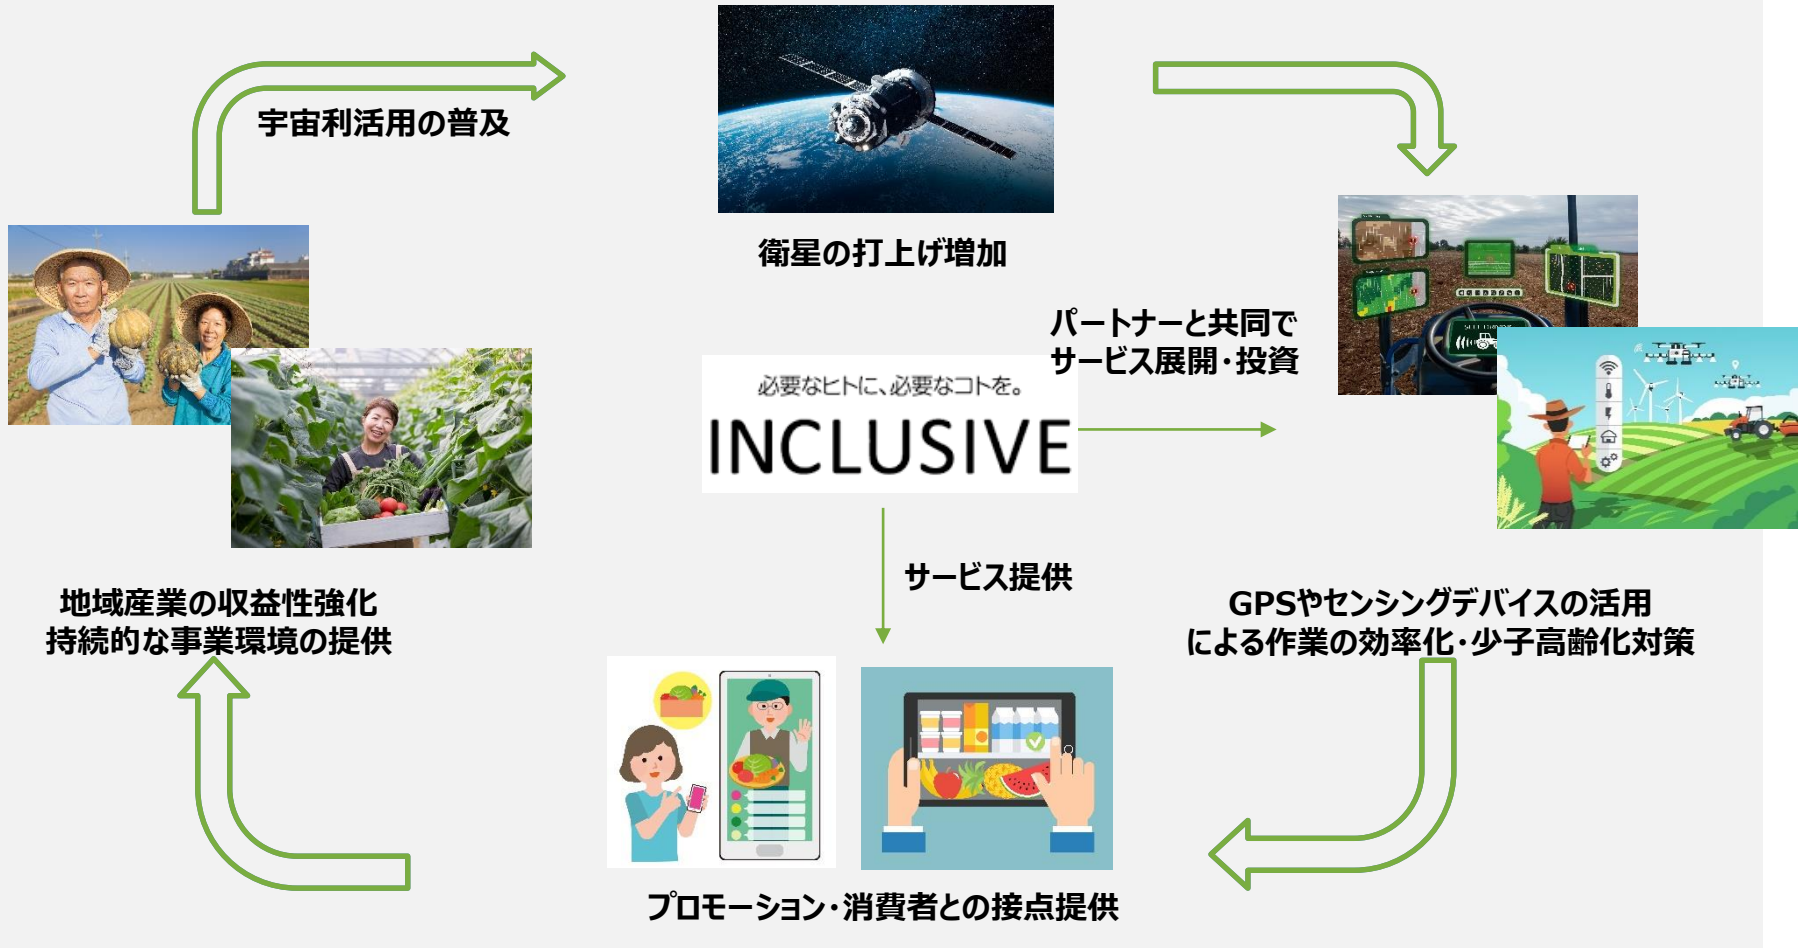 宇宙利活用の普及
衛星の打上げ増加
パートナーと共同で
サービス展開・投資
必要なヒトに、必要なコトを。
INCLUSIVE
サービス提供
地域産業の収益性強化
持続的な事業環境の提供
GPSやセンシングデバイスの活用
による作業の効率化・少子高齢化対策
プロモーション・消費者との接点提供